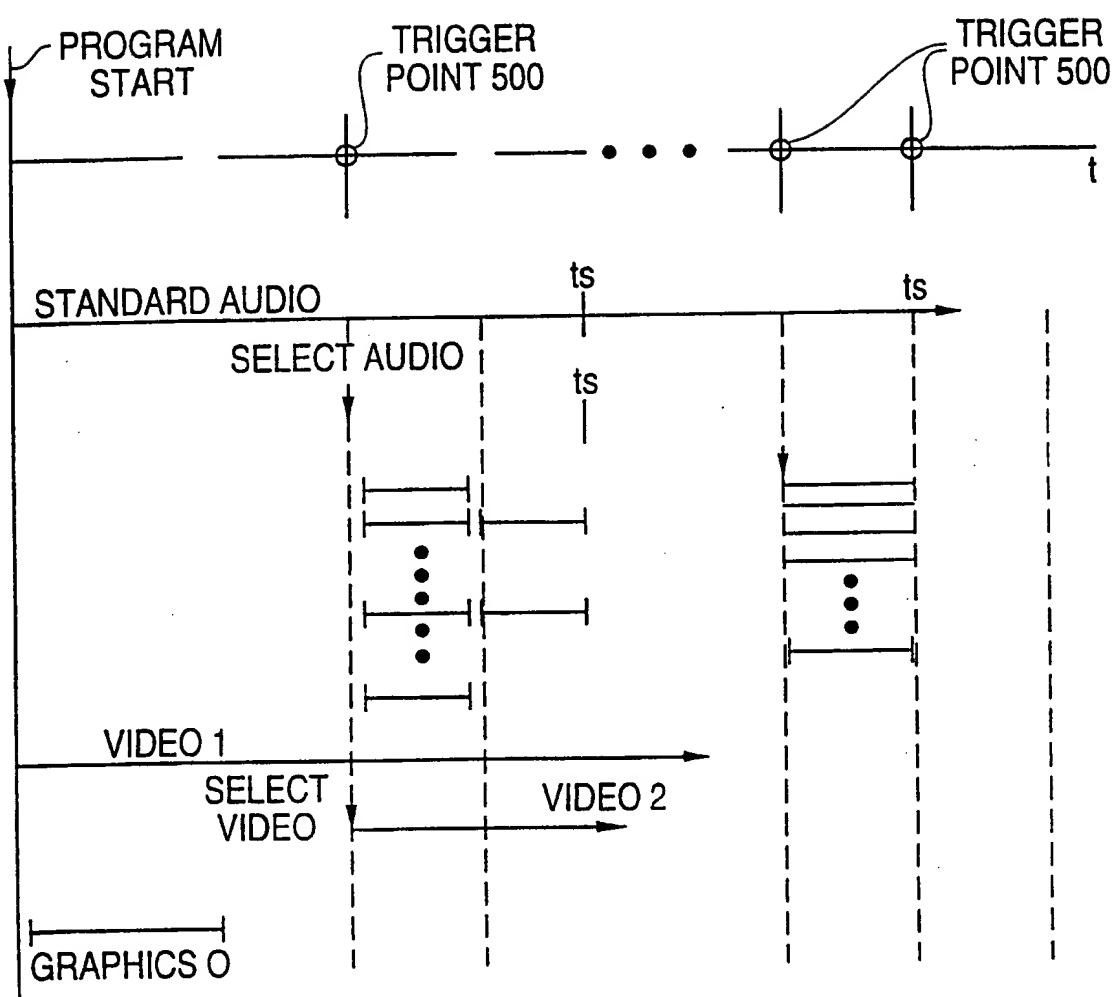 PROGRAM
START
TRIGGER
POINT 500
TRIGGER
POINT 500
t
STANDARD AUDIO
ts
ts
SELECT AUDIO
ts
VIDEO 1
SELECT
VIDEO
VIDEO 2
GRAPHICS O